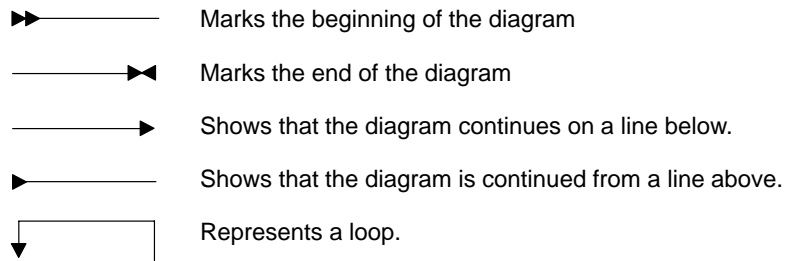 Marks the beginning of the diagram
Marks the end of the diagram
Shows that the diagram continues on a line below.
Shows that the diagram is continued from a line above.
Represents a loop.